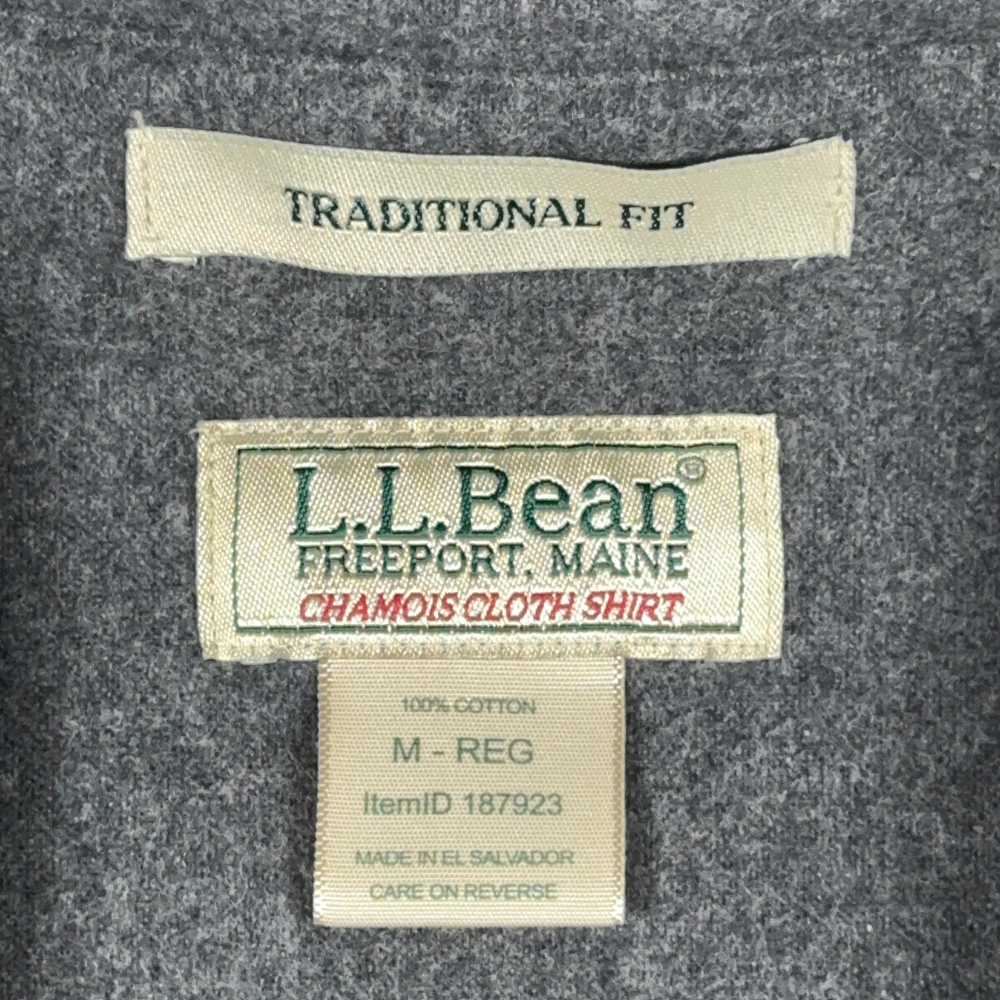 TRADITIONAL FIT
L.L.Bean®
FREEPORT, MAINE
CHAMOIS CLOTH SHIRT
100% COTTON
M - REG
ItemID 187923
MADE IN EL SALVADOR
CARE ON REVERSE